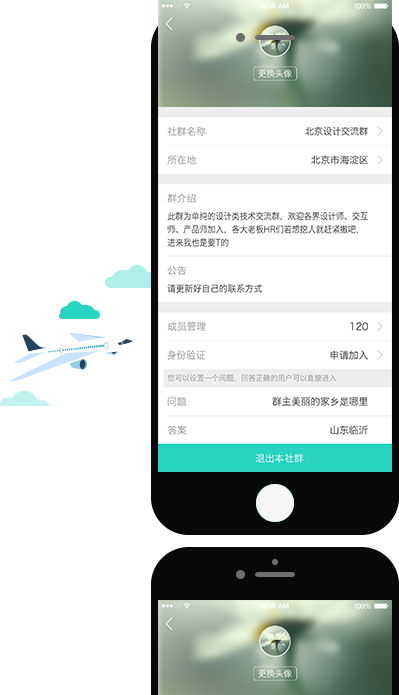 9:30 AM
100%
更换头像
社群名称 北京设计交流群
所在地 北京市海淀区
群介绍
此群为单纯的设计类技术交流群，欢迎各界设计师、交互
师、产品师加入，各大老板HR们若想挖人就赶紧撤吧，
进来我也是要T的
公告
请更新好自己的联系方式
成员管理 120
身份验证 申请加入
您可以设置一个问题，回答正确的用户可以直接进入
问题 群主美丽的家乡是哪里
答案 山东临沂
退出本社群
9:30 AM
100%
更换头像